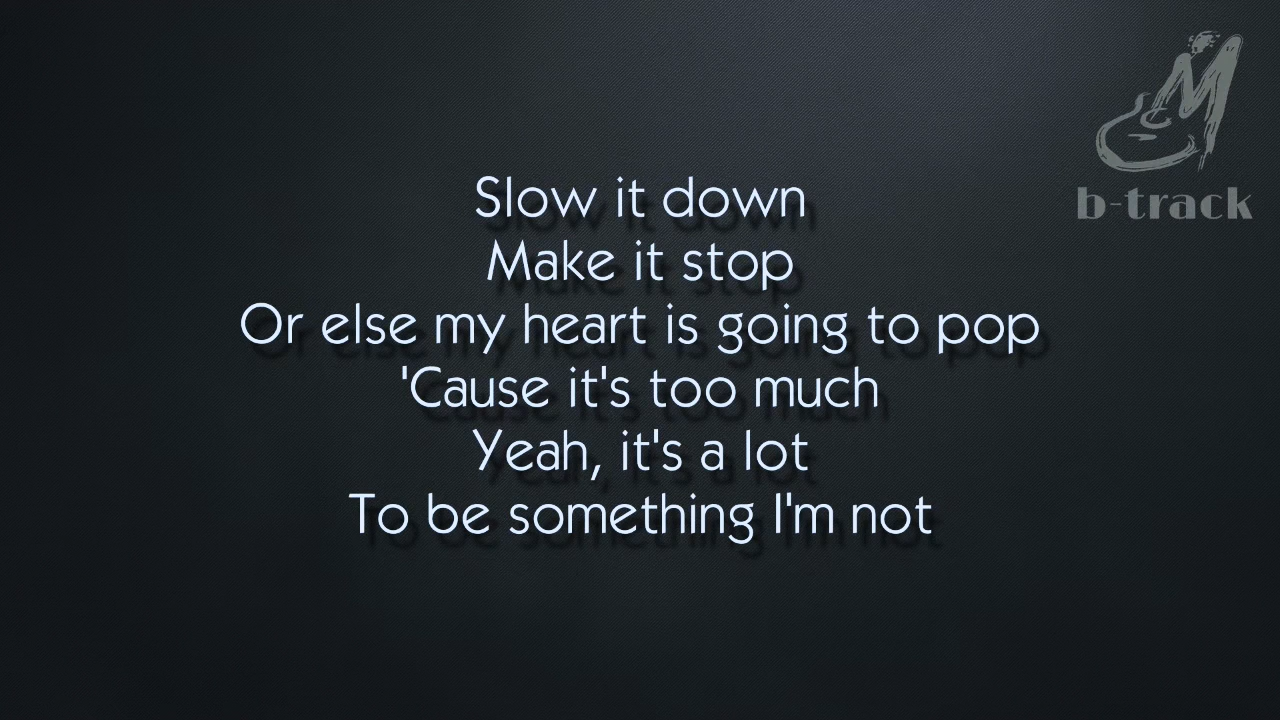 Slow it down
Make it stop
Or else my heart is going to pop
'Cause it's too much
Yeah, it's a lot
To be something I'm not
M
b-track